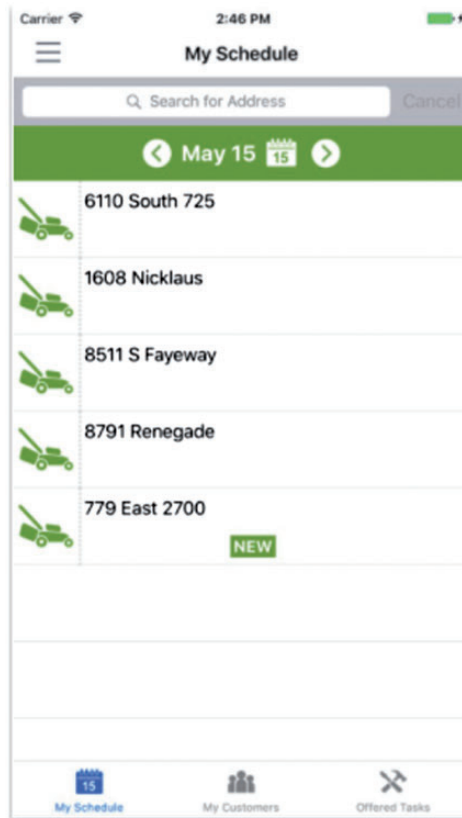 Carrier 2:46 PM
My Schedule
Search for Address Cancel
May 15 15
6110 South 725
1608 Nicklaus
8511 S Fayeway
8791 Renegade
779 East 2700
NEW
15
My Schedule My Customers Offered Tasks